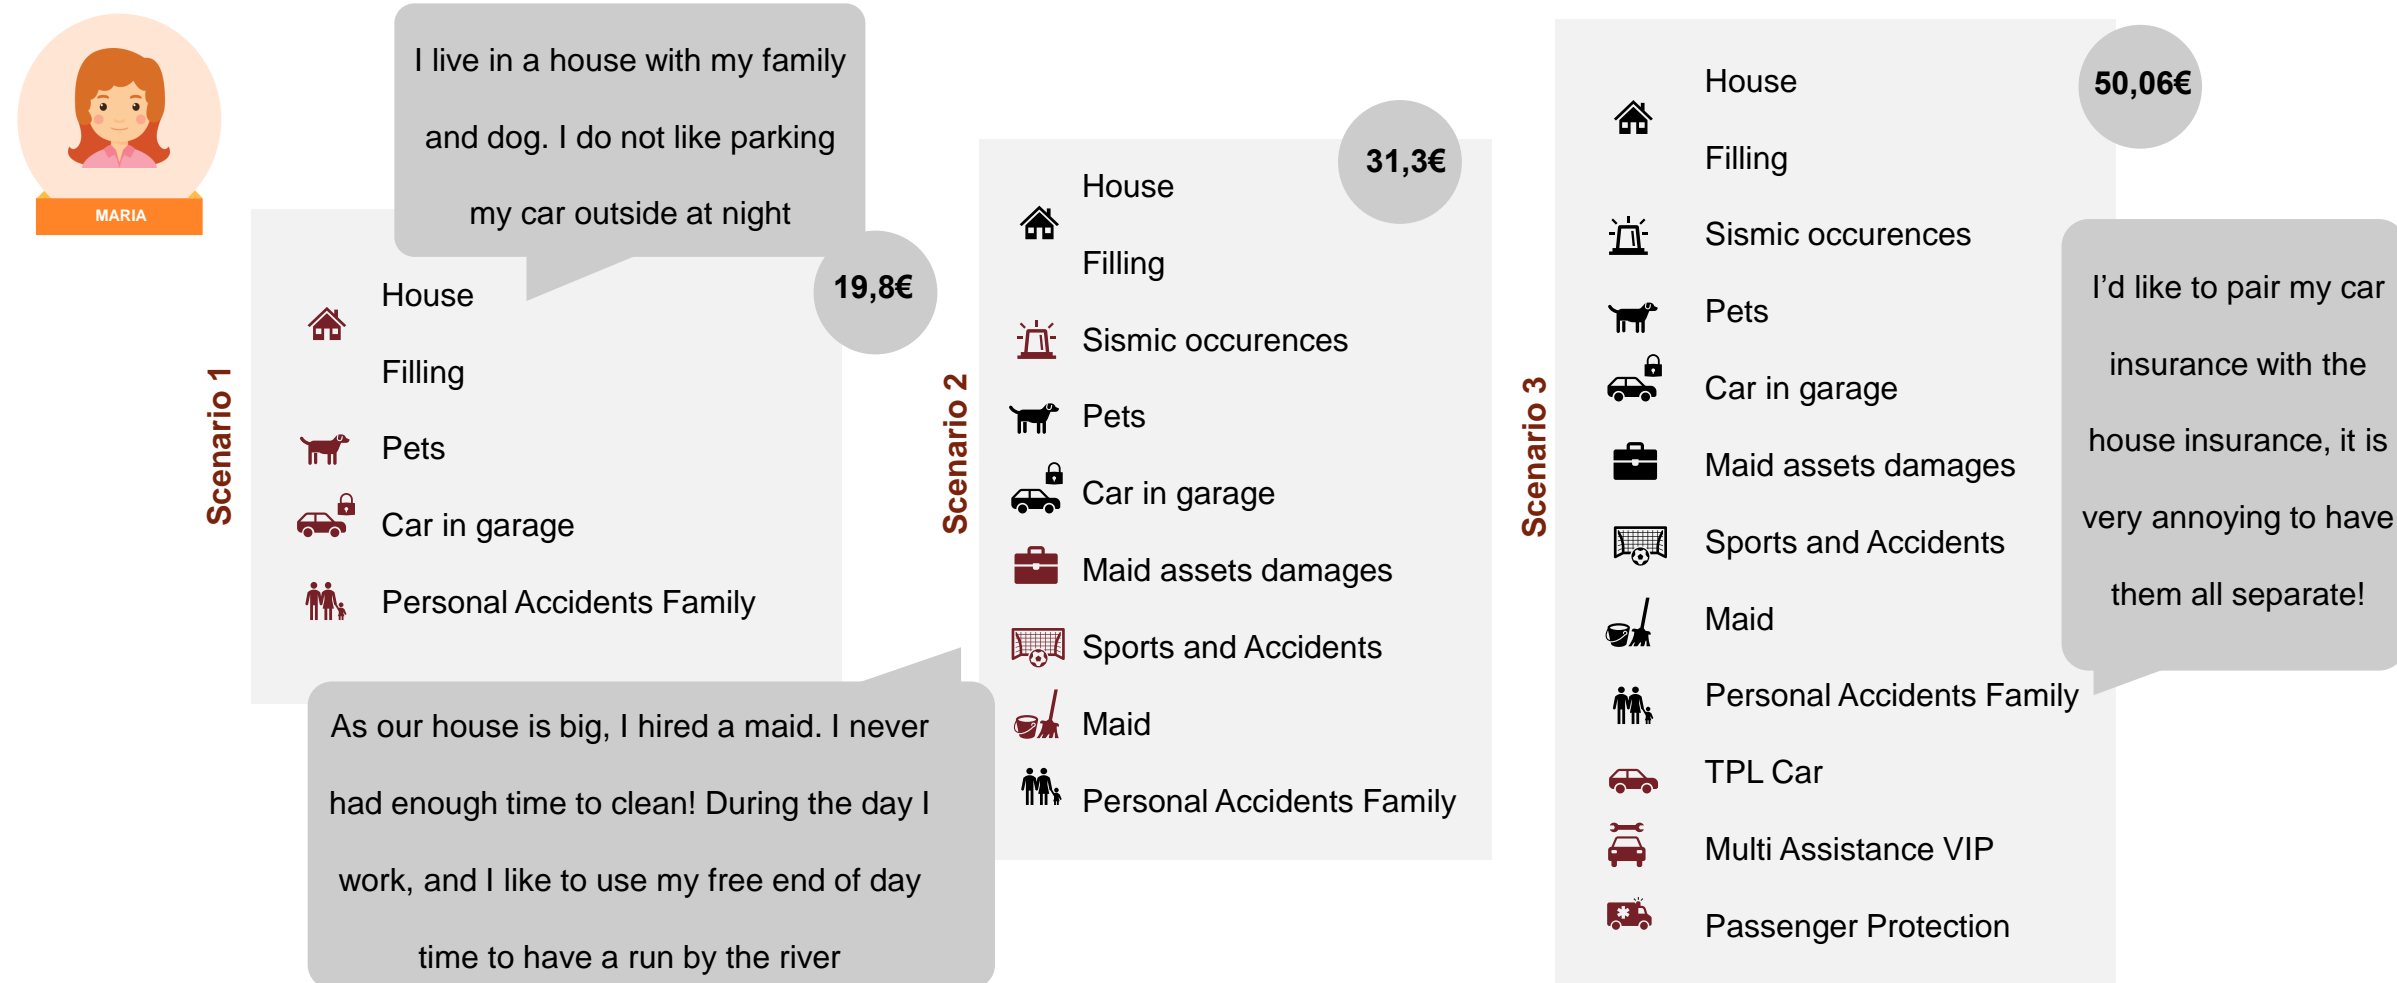 MARIA
I live in a house with my family
and dog. I do not like parking
my car outside at night
Scenario 1
19,8€
House
Filling
Pets
Car in garage
Personal Accidents Family
As our house is big, I hired a maid. I never
had enough time to clean! During the day I
work, and I like to use my free end of day
time to have a run by the river
Scenario 2
31,3€
House
Filling
Sismic occurences
Pets
Car in garage
Maid assets damages
Sports and Accidents
Maid
Personal Accidents Family
Scenario 3
50,06€
House
Filling
Sismic occurences
Pets
Car in garage
Maid assets damages
Sports and Accidents
Maid
Personal Accidents Family
TPL Car
Multi Assistance VIP
Passenger Protection
I'd like to pair my car
insurance with the
house insurance, it is
very annoying to have
them all separate!